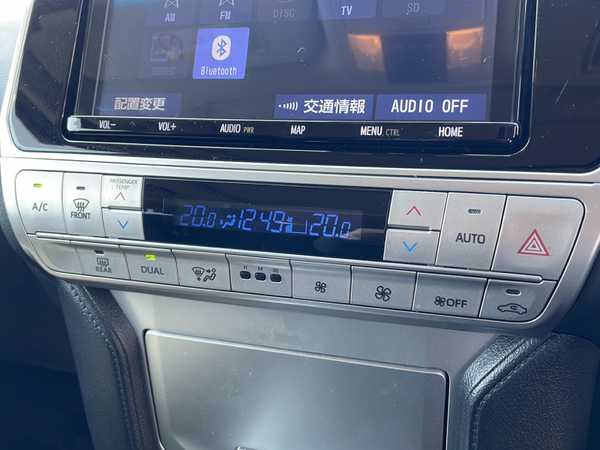 AM
FM
DISC
TV
SD
Bluetooth
配置変更
交通情報
AUDIO OFF
VOL−
VOL+
AUDIO PWR
MAP
MENU CTRL
HOME
A/C
FRONT
PASSENGER TEMP
20.0
12:49
20.0
AUTO
REAR
DUAL
R M
OFF